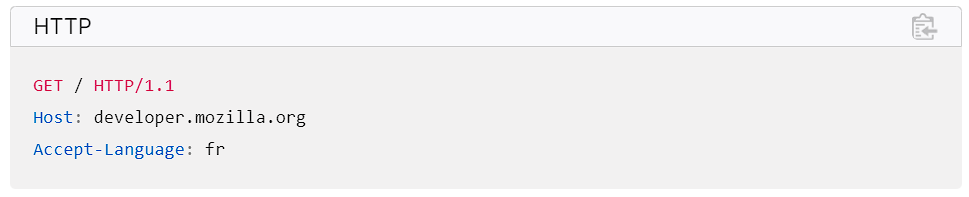 HTTP
GET / HTTP/1.1
Host: developer.mozilla.org
Accept-Language: fr